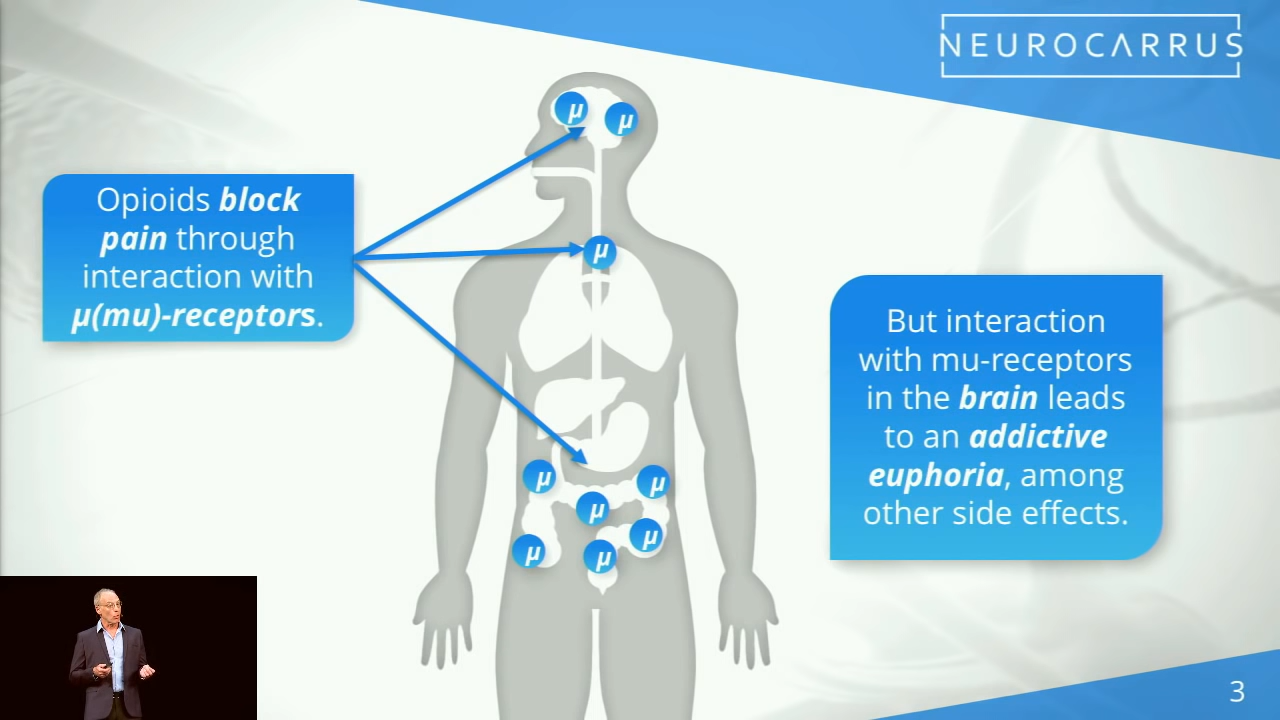 NEUROCARRUS
μ μ
Opioids block
pain through
interaction with
μ(mu)-receptors.
μ
But interaction
with mu-receptors
in the brain leads
to an addictive
euphoria, among
other side effects.
μ μ
μ
μ
μ μ
3